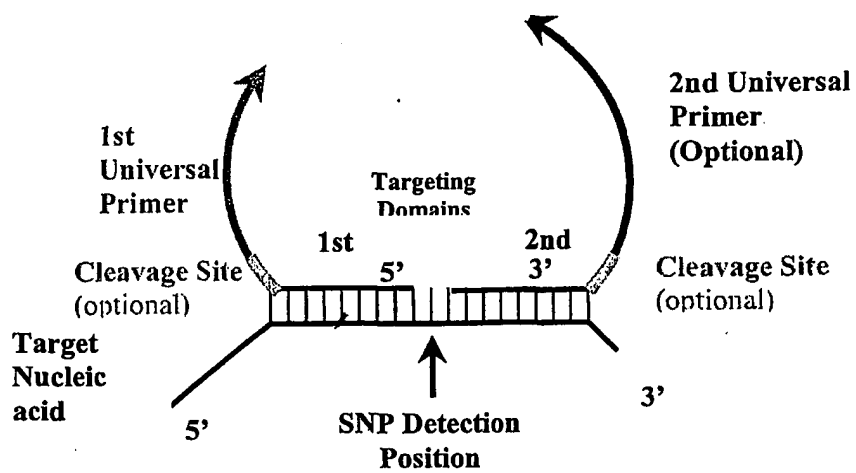 1st
Universal
Primer
2nd Universal
Primer
(Optional)
Targeting
Domains
1st
2nd
5’
3’
Cleavage Site
(optional)
Cleavage Site
(optional)
Target
Nucleic
acid
5’
3’
SNP Detection
Position